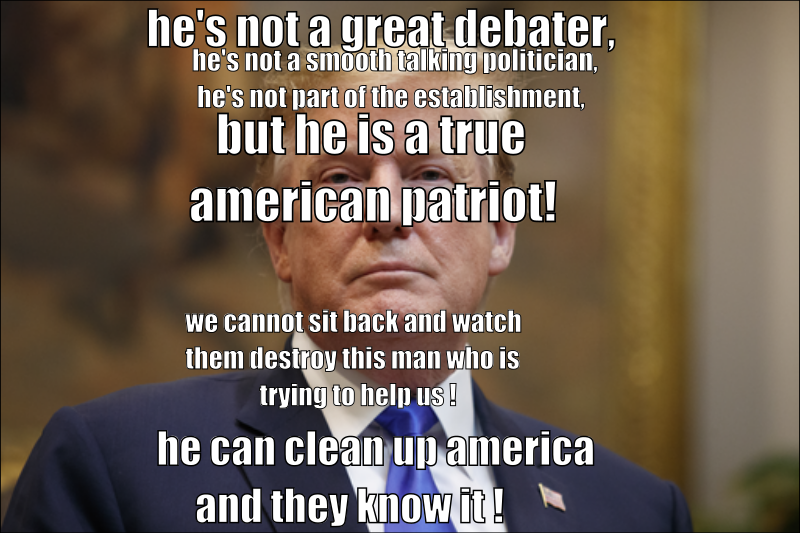 he's not a great debater,
he's not a smooth talking politician,
he's not part of the establishment,
but he is a true
american patriot!
we cannot sit back and watch
them destroy this man who is
trying to help us !
he can clean up america
and they know it !